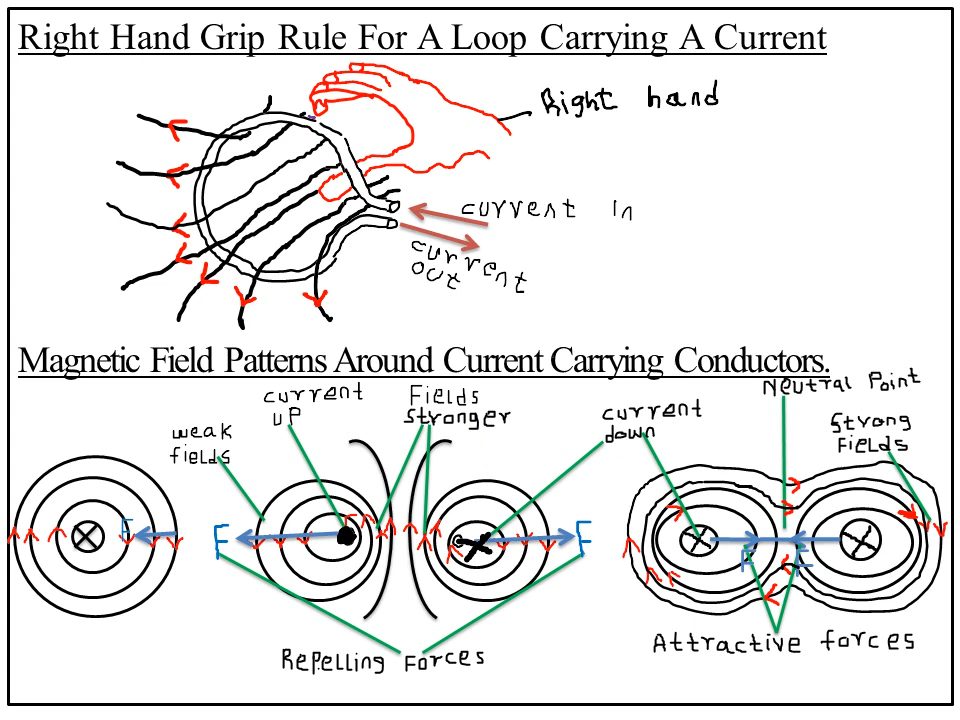 Right Hand Grip Rule For A Loop Carrying A Current
Right hand
current in
current
out
Magnetic Field Patterns Around Current Carrying Conductors.
current
up
Fields
stronger
current
down
Neutral Point
strong
Fields
weak
fields
F
F
F
F
F
Repelling Forces
Attractive forces